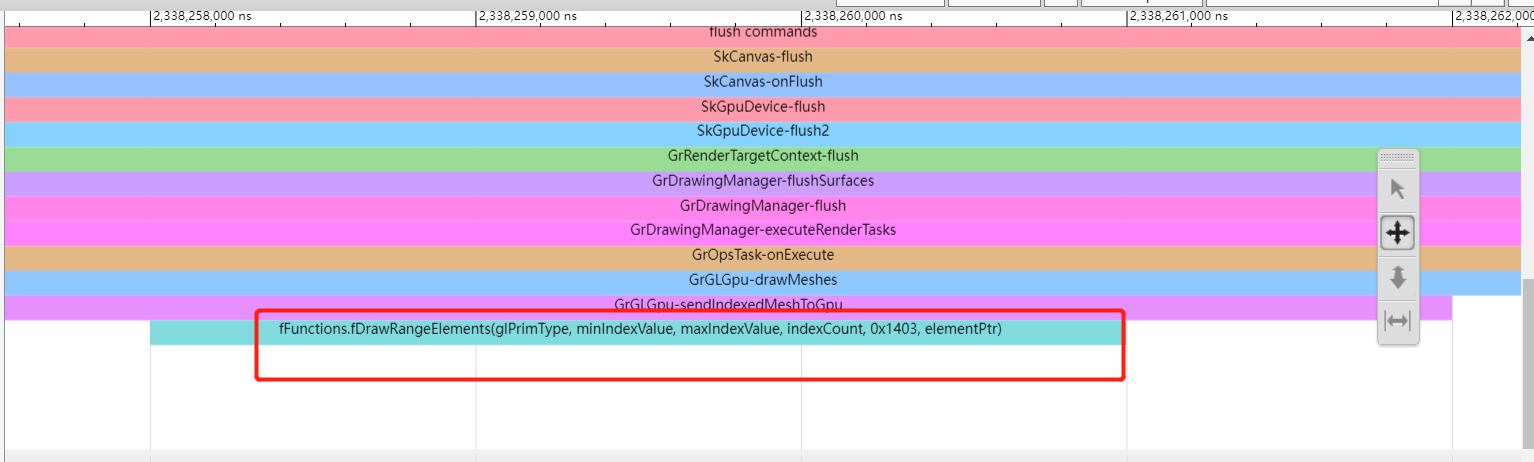 2,338,258,000 ns 2,338,259,000 ns 2,338,260,000 ns 2,338,261,000 ns 2,338,262,000
flush commands
SkCanvas-flush
SkCanvas-onFlush
SkGpuDevice-flush
SkGpuDevice-flush2
GrRenderTargetContext-flush
GrDrawingManager-flushSurfaces
GrDrawingManager-flush
GrDrawingManager-executeRenderTasks
GrOpsTask-onExecute
GrGLGpu-drawMeshes
GrGLGpu-sendIndexedMeshToGpu
fFunctions.fDrawRangeElements(glPrimType, minIndexValue, maxIndexValue, indexCount, 0x1403, elementPtr)